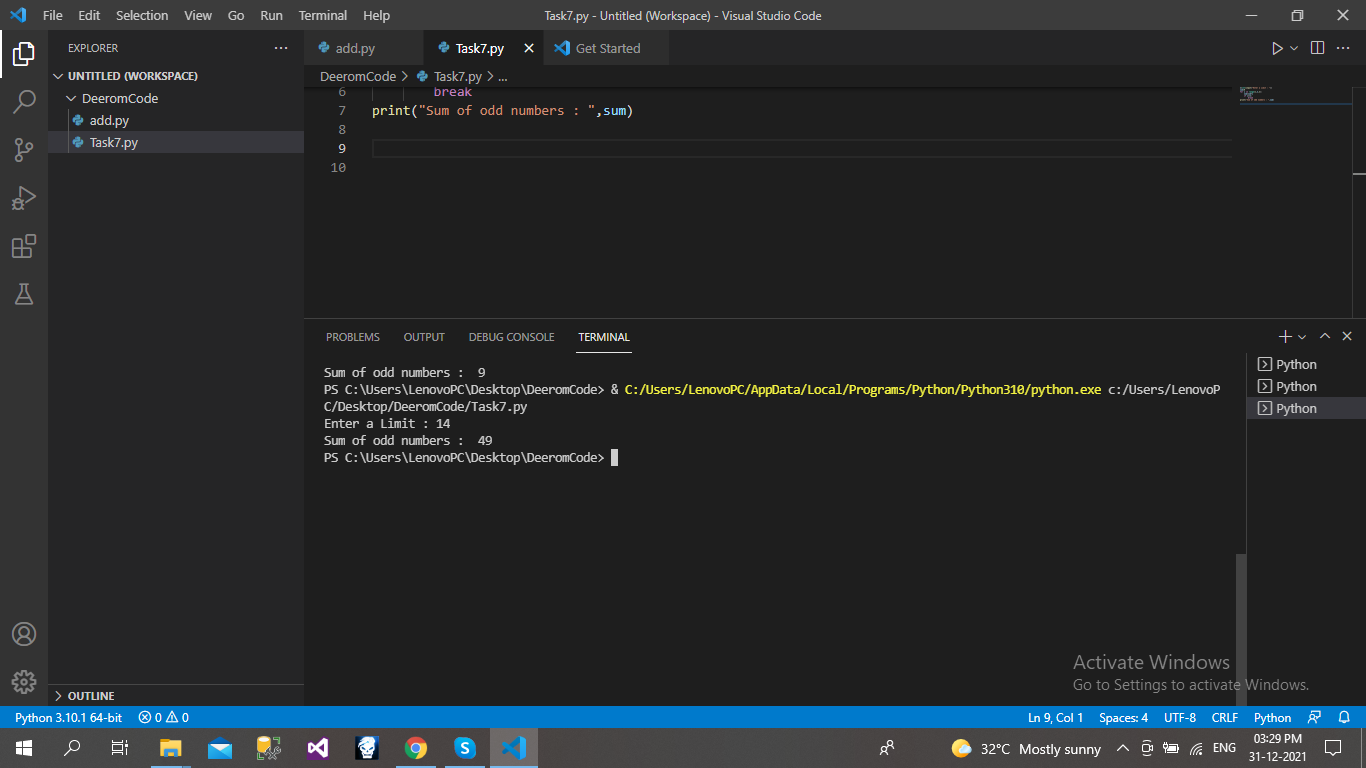 File Edit Selection View Go Run Terminal Help
Task7.py - Untitled (Workspace) - Visual Studio Code
EXPLORER
UNTITLED (WORKSPACE)
DeeromCode
add.py
Task7.py
OUTLINE
add.py Task7.py Get Started
DeeromCode > Task7.py > ...
6 break
7 print("Sum of odd numbers : ",sum)
8
9
10
PROBLEMS OUTPUT DEBUG CONSOLE TERMINAL
Sum of odd numbers :  9
PS C:\Users\LenovoPC\Desktop\DeeromCode> & C:/Users/LenovoPC/AppData/Local/Programs/Python/Python310/python.exe c:/Users/LenovoP
C/Desktop/DeeromCode/Task7.py
Enter a Limit : 14
Sum of odd numbers :  49
PS C:\Users\LenovoPC\Desktop\DeeromCode>
Python
Python
Python
Activate Windows
Go to Settings to activate Windows.
Python 3.10.1 64-bit 0 0 Ln 9, Col 1 Spaces: 4 UTF-8 CRLF Python
32°C Mostly sunny ENG
03:29 PM
31-12-2021